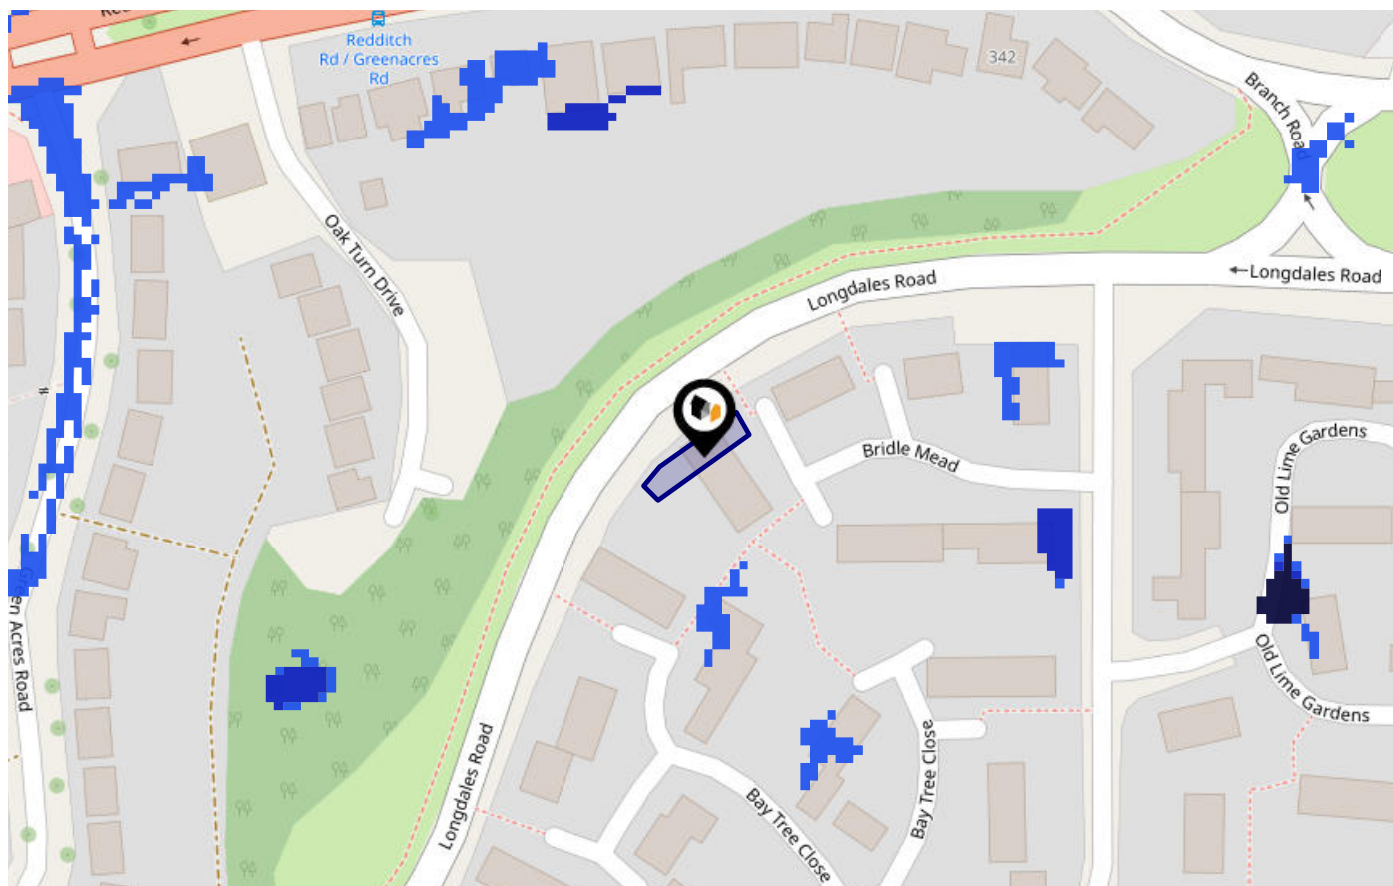 Redditch
Rd / Greenacres
Rd
342
Branch Road
Oak Turn Drive
Longdales Road
Longdales Road
Bridle Mead
Old Lime Gardens
Green Acres Road
Old Lime Gardens
Longdales Road
Bay Tree Close
Bay Tree Close